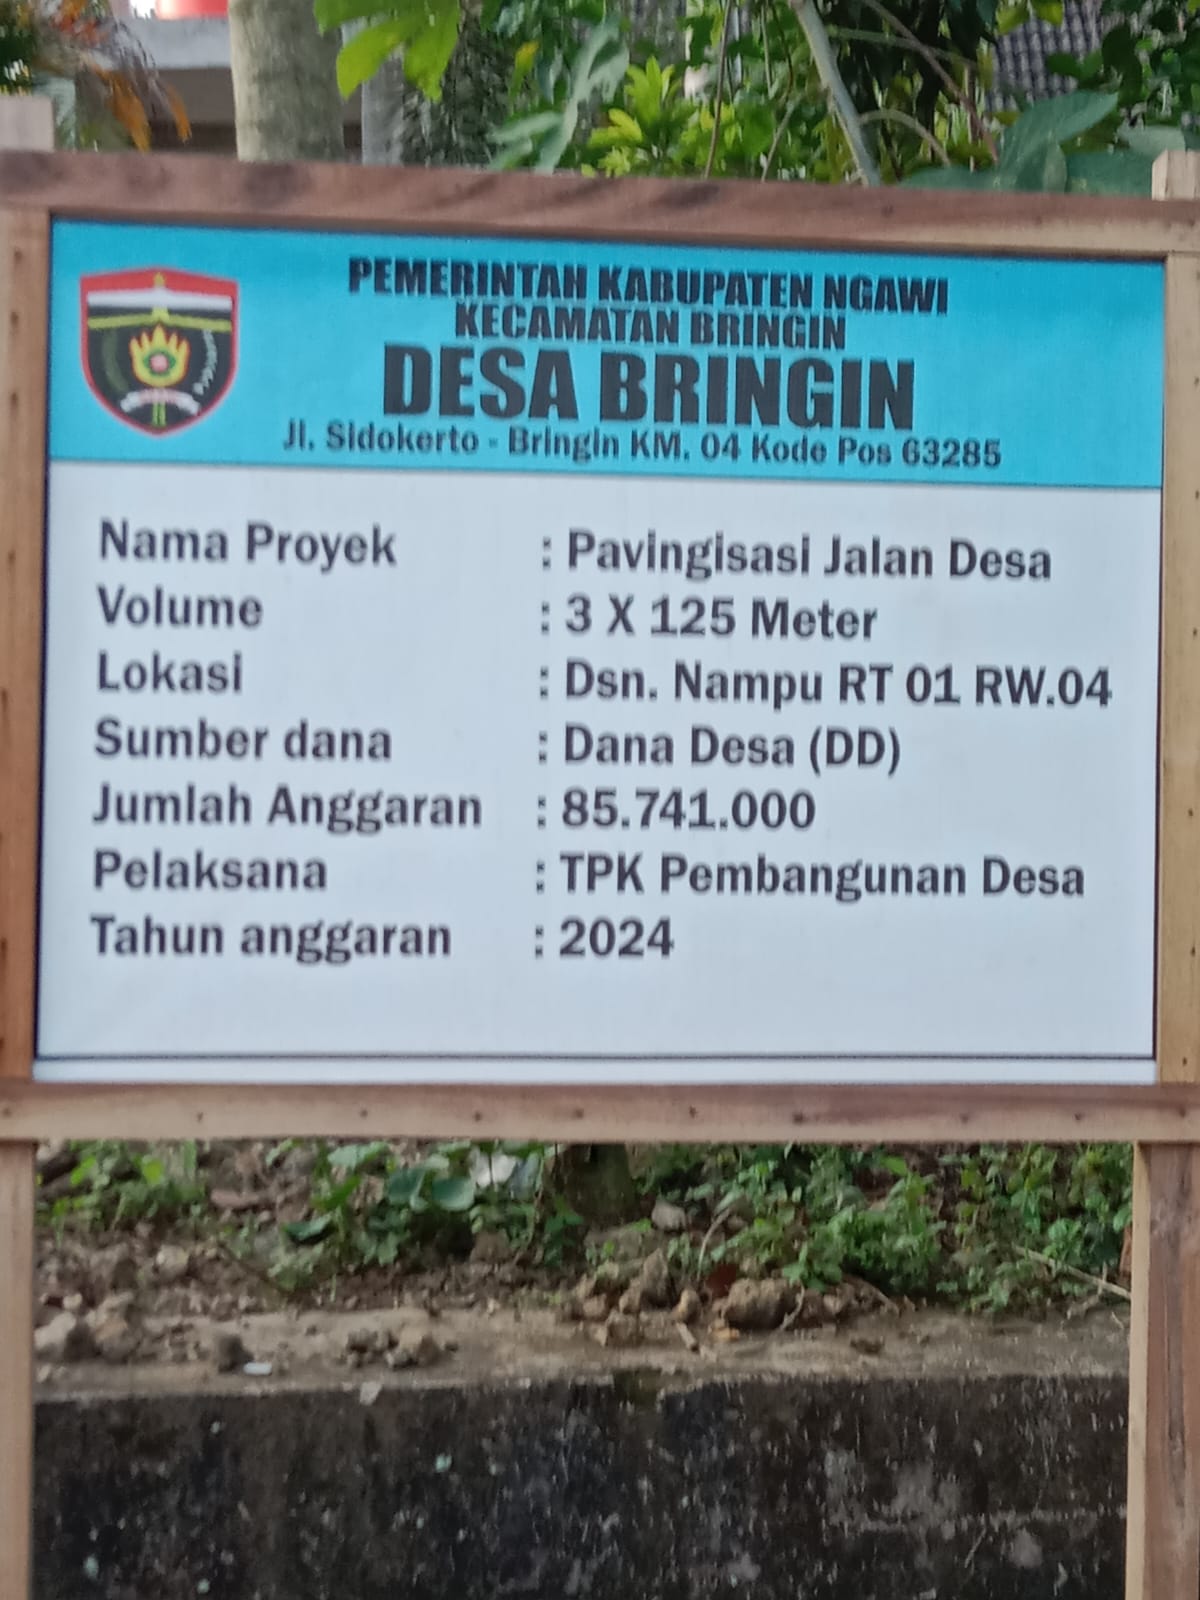 PEMERINTAH KABUPATEN NGAWI
KECAMATAN BRINGIN
DESA BRINGIN
Jl. Sidokerto - Bringin KM. 04 Kode Pos 63285
Nama Proyek : Pavingisasi Jalan Desa
Volume : 3 X 125 Meter
Lokasi : Dsn. Nampu RT 01 RW.04
Sumber dana : Dana Desa (DD)
Jumlah Anggaran : 85.741.000
Pelaksana : TPK Pembangunan Desa
Tahun anggaran : 2024